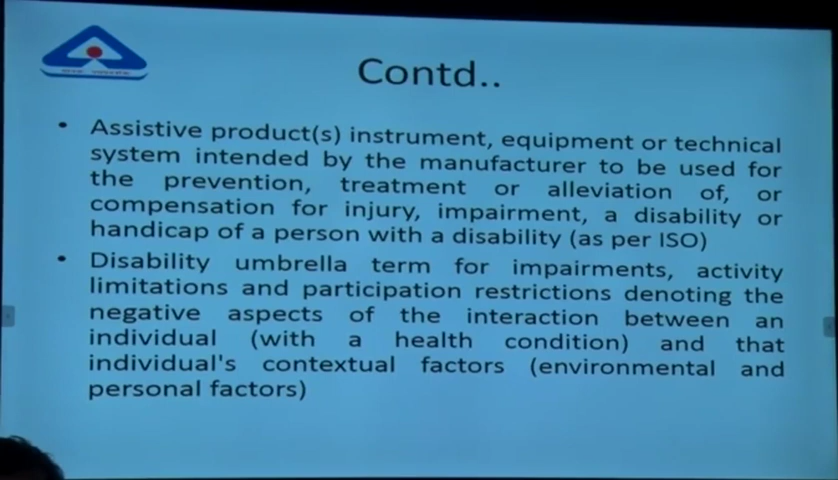 Contd..
• Assistive product(s) instrument, equipment or technical
system intended by the manufacturer to be used for
the prevention, treatment or alleviation of, or
compensation for injury, impairment, a disability or
handicap of a person with a disability (as per ISO)
• Disability umbrella term for impairments, activity
limitations and participation restrictions denoting the
negative aspects of the interaction between an
individual (with a health condition) and that
individual's contextual factors (environmental and
personal factors)